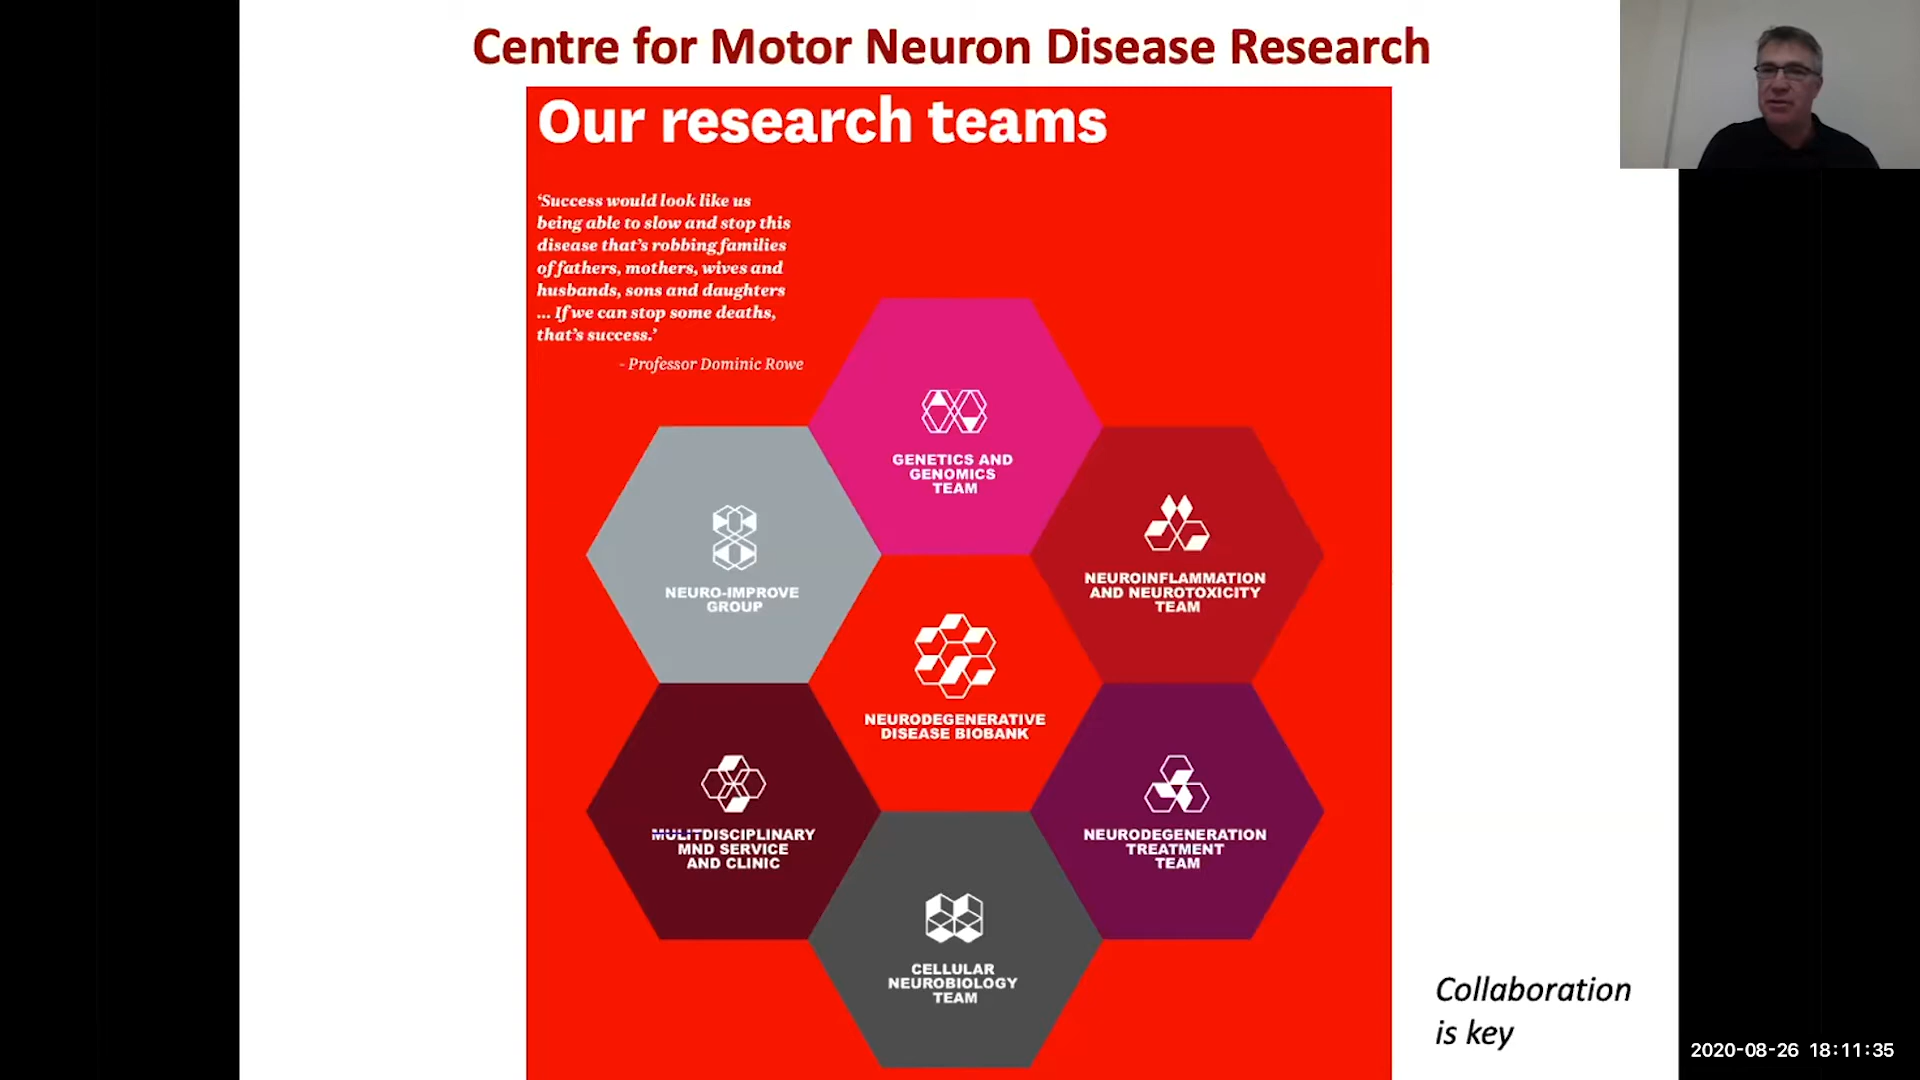 Centre for Motor Neuron Disease Research
Our research teams
‘Success would look like us
being able to slow and stop this
disease that’s robbing families
of fathers, mothers, wives and
husbands, sons and daughters
... If we can stop some deaths,
that’s success.’
- Professor Dominic Rowe
GENETICS AND
GENOMICS
TEAM
NEURO-IMPROVE
GROUP
NEUROINFLAMMATION
AND NEUROTOXICITY
TEAM
NEURODEGENERATIVE
DISEASE BIOBANK
MULITDISCIPLINARY
MND SERVICE
AND CLINIC
NEURODEGENERATION
TREATMENT
TEAM
CELLULAR
NEUROBIOLOGY
TEAM
Collaboration
is key
2020-08-26 18:11:35